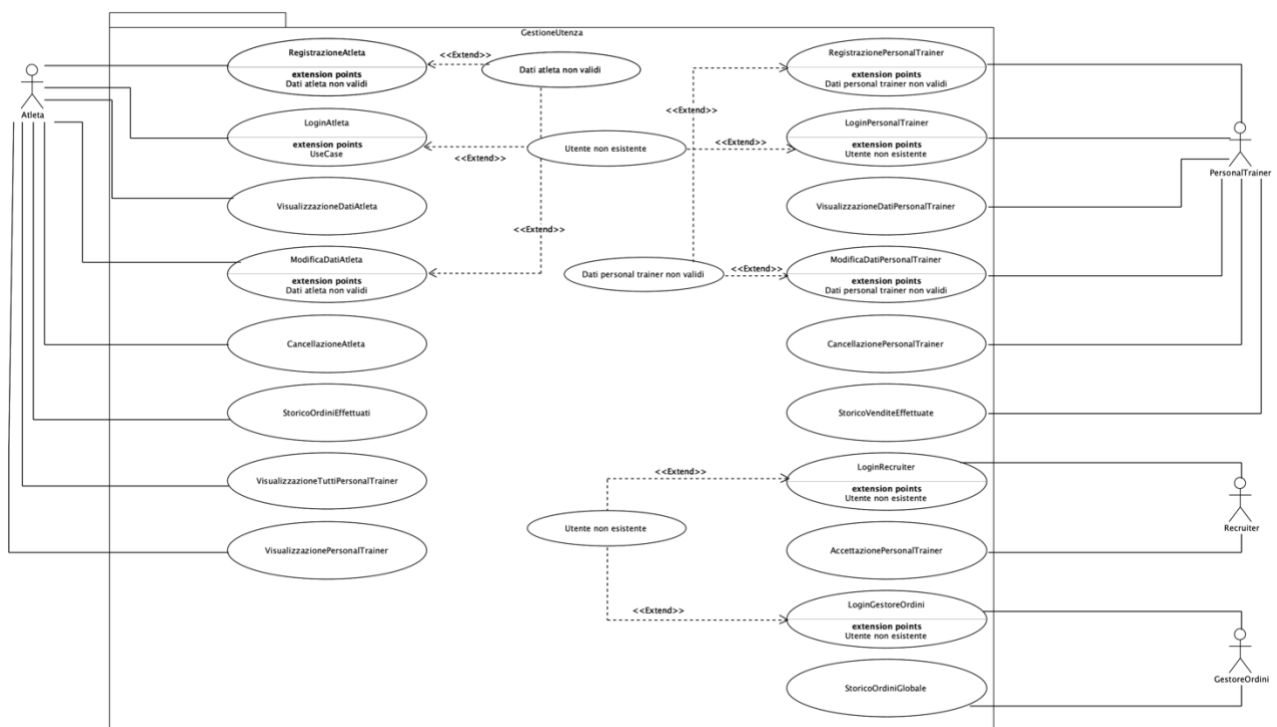 GestioneUtenza
RegistrazioneAtleta
extension points
Dati atleta non validi
<<Extend>>
Dati atleta non validi
RegistrazionePersonalTrainer
extension points
Dati personal trainer non validi
Atleta
<<Extend>>
LoginAtleta
extension points
UseCase
<<Extend>>
Utente non esistente
<<Extend>>
LoginPersonalTrainer
extension points
Utente non esistente
PersonalTrainer
VisualizzazioneDatiAtleta
VisualizzazioneDatiPersonalTrainer
<<Extend>>
ModificaDatiAtleta
extension points
Dati atleta non validi
Dati personal trainer non validi
<<Extend>>
ModificaDatiPersonalTrainer
extension points
Dati personal trainer non validi
CancellazioneAtleta
CancellazionePersonalTrainer
StoricoOrdiniEffettuati
StoricoVenditeEffettuate
VisualizzazioneTuttiPersonalTrainer
<<Extend>>
LoginRecruiter
extension points
Utente non esistente
Utente non esistente
Recruiter
VisualizzazionePersonalTrainer
AccettazionePersonalTrainer
<<Extend>>
LoginGestoreOrdini
extension points
Utente non esistente
GestoreOrdini
StoricoOrdiniGlobale